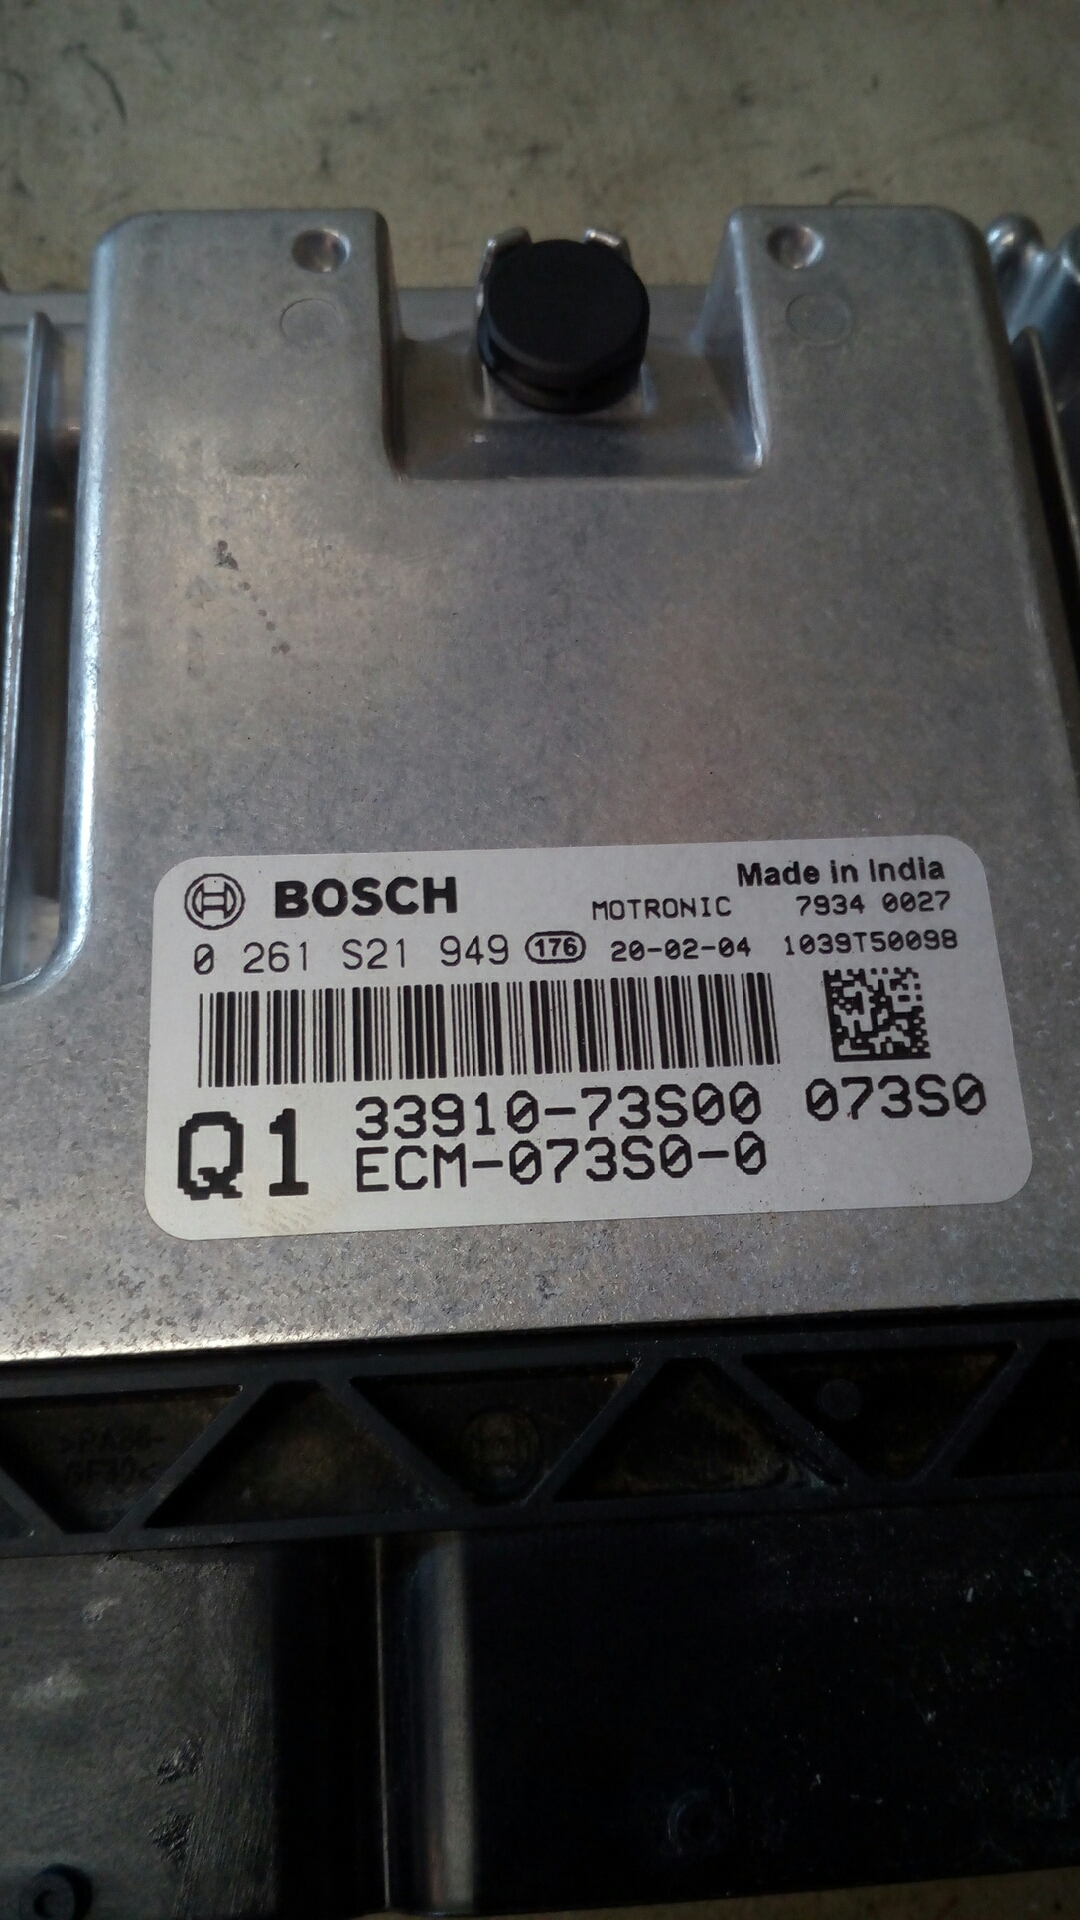 BOSCH
Made in India
MOTRONIC 7934 0027
0 261 S21 949 176 20-02-04 1039T50098
Q1
33910-73S00 073S0
ECM-073S0-0